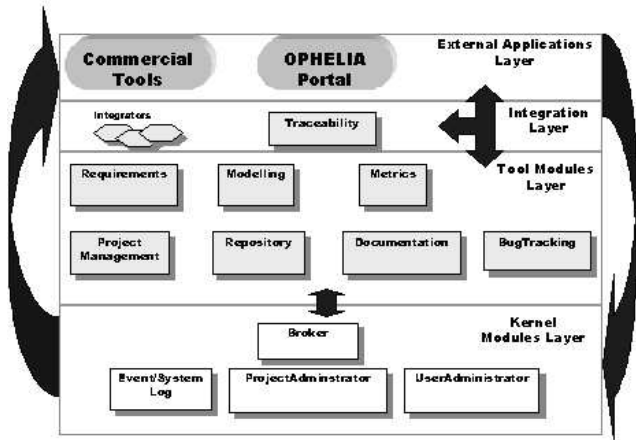 External Applications
Layer
Commercial
Tools
OPHELIA
Portal
Integrators
Traceability
Integration
Layer
Requirements
Modelling
Metrics
Tool Modules
Layer
Project
Management
Repository
Documentation
BugTracking
Kernel
Modules Layer
Broker
Event/System
Log
ProjectAdminstrator
UserAdministrator